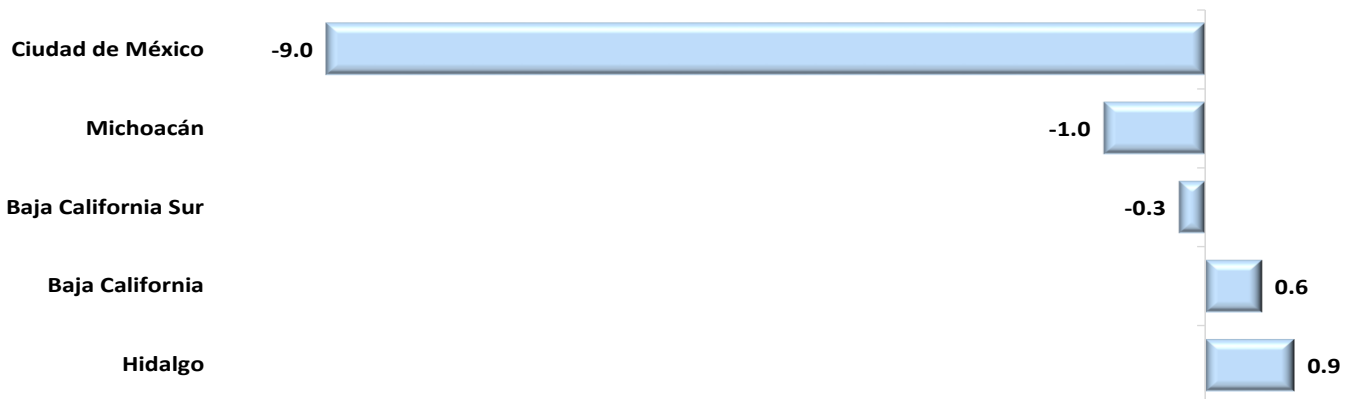 Ciudad de México -9.0
Michoacán -1.0
Baja California Sur -0.3
Baja California 0.6
Hidalgo 0.9